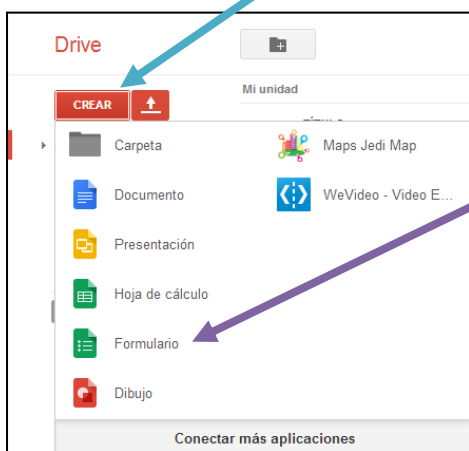 Drive
Mi unidad
CREAR
Carpeta
Maps Jedi Map
Documento
WeVideo - Video E...
Presentación
Hoja de cálculo
Formulario
Dibujo
Conectar más aplicaciones